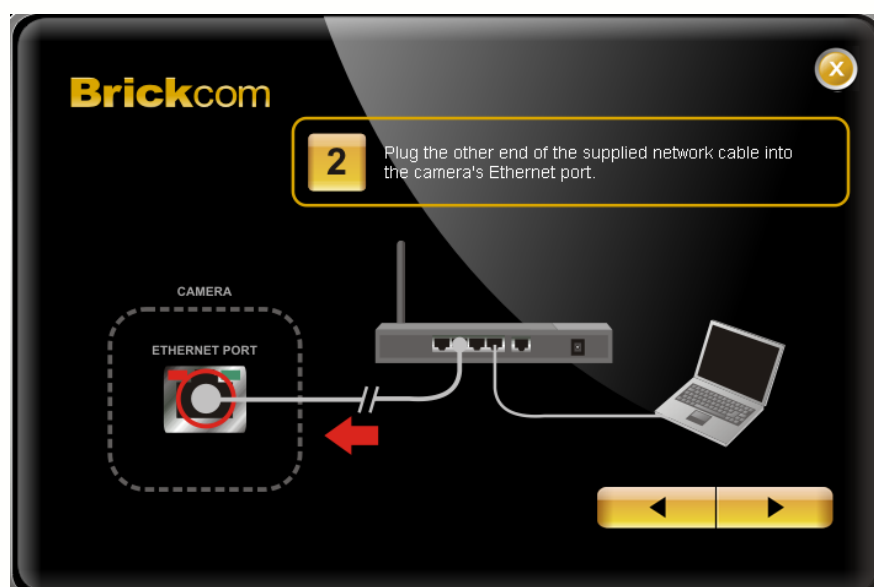 Brickcom
X
2
Plug the other end of the supplied network cable into
the camera's Ethernet port.
CAMERA
ETHERNET PORT